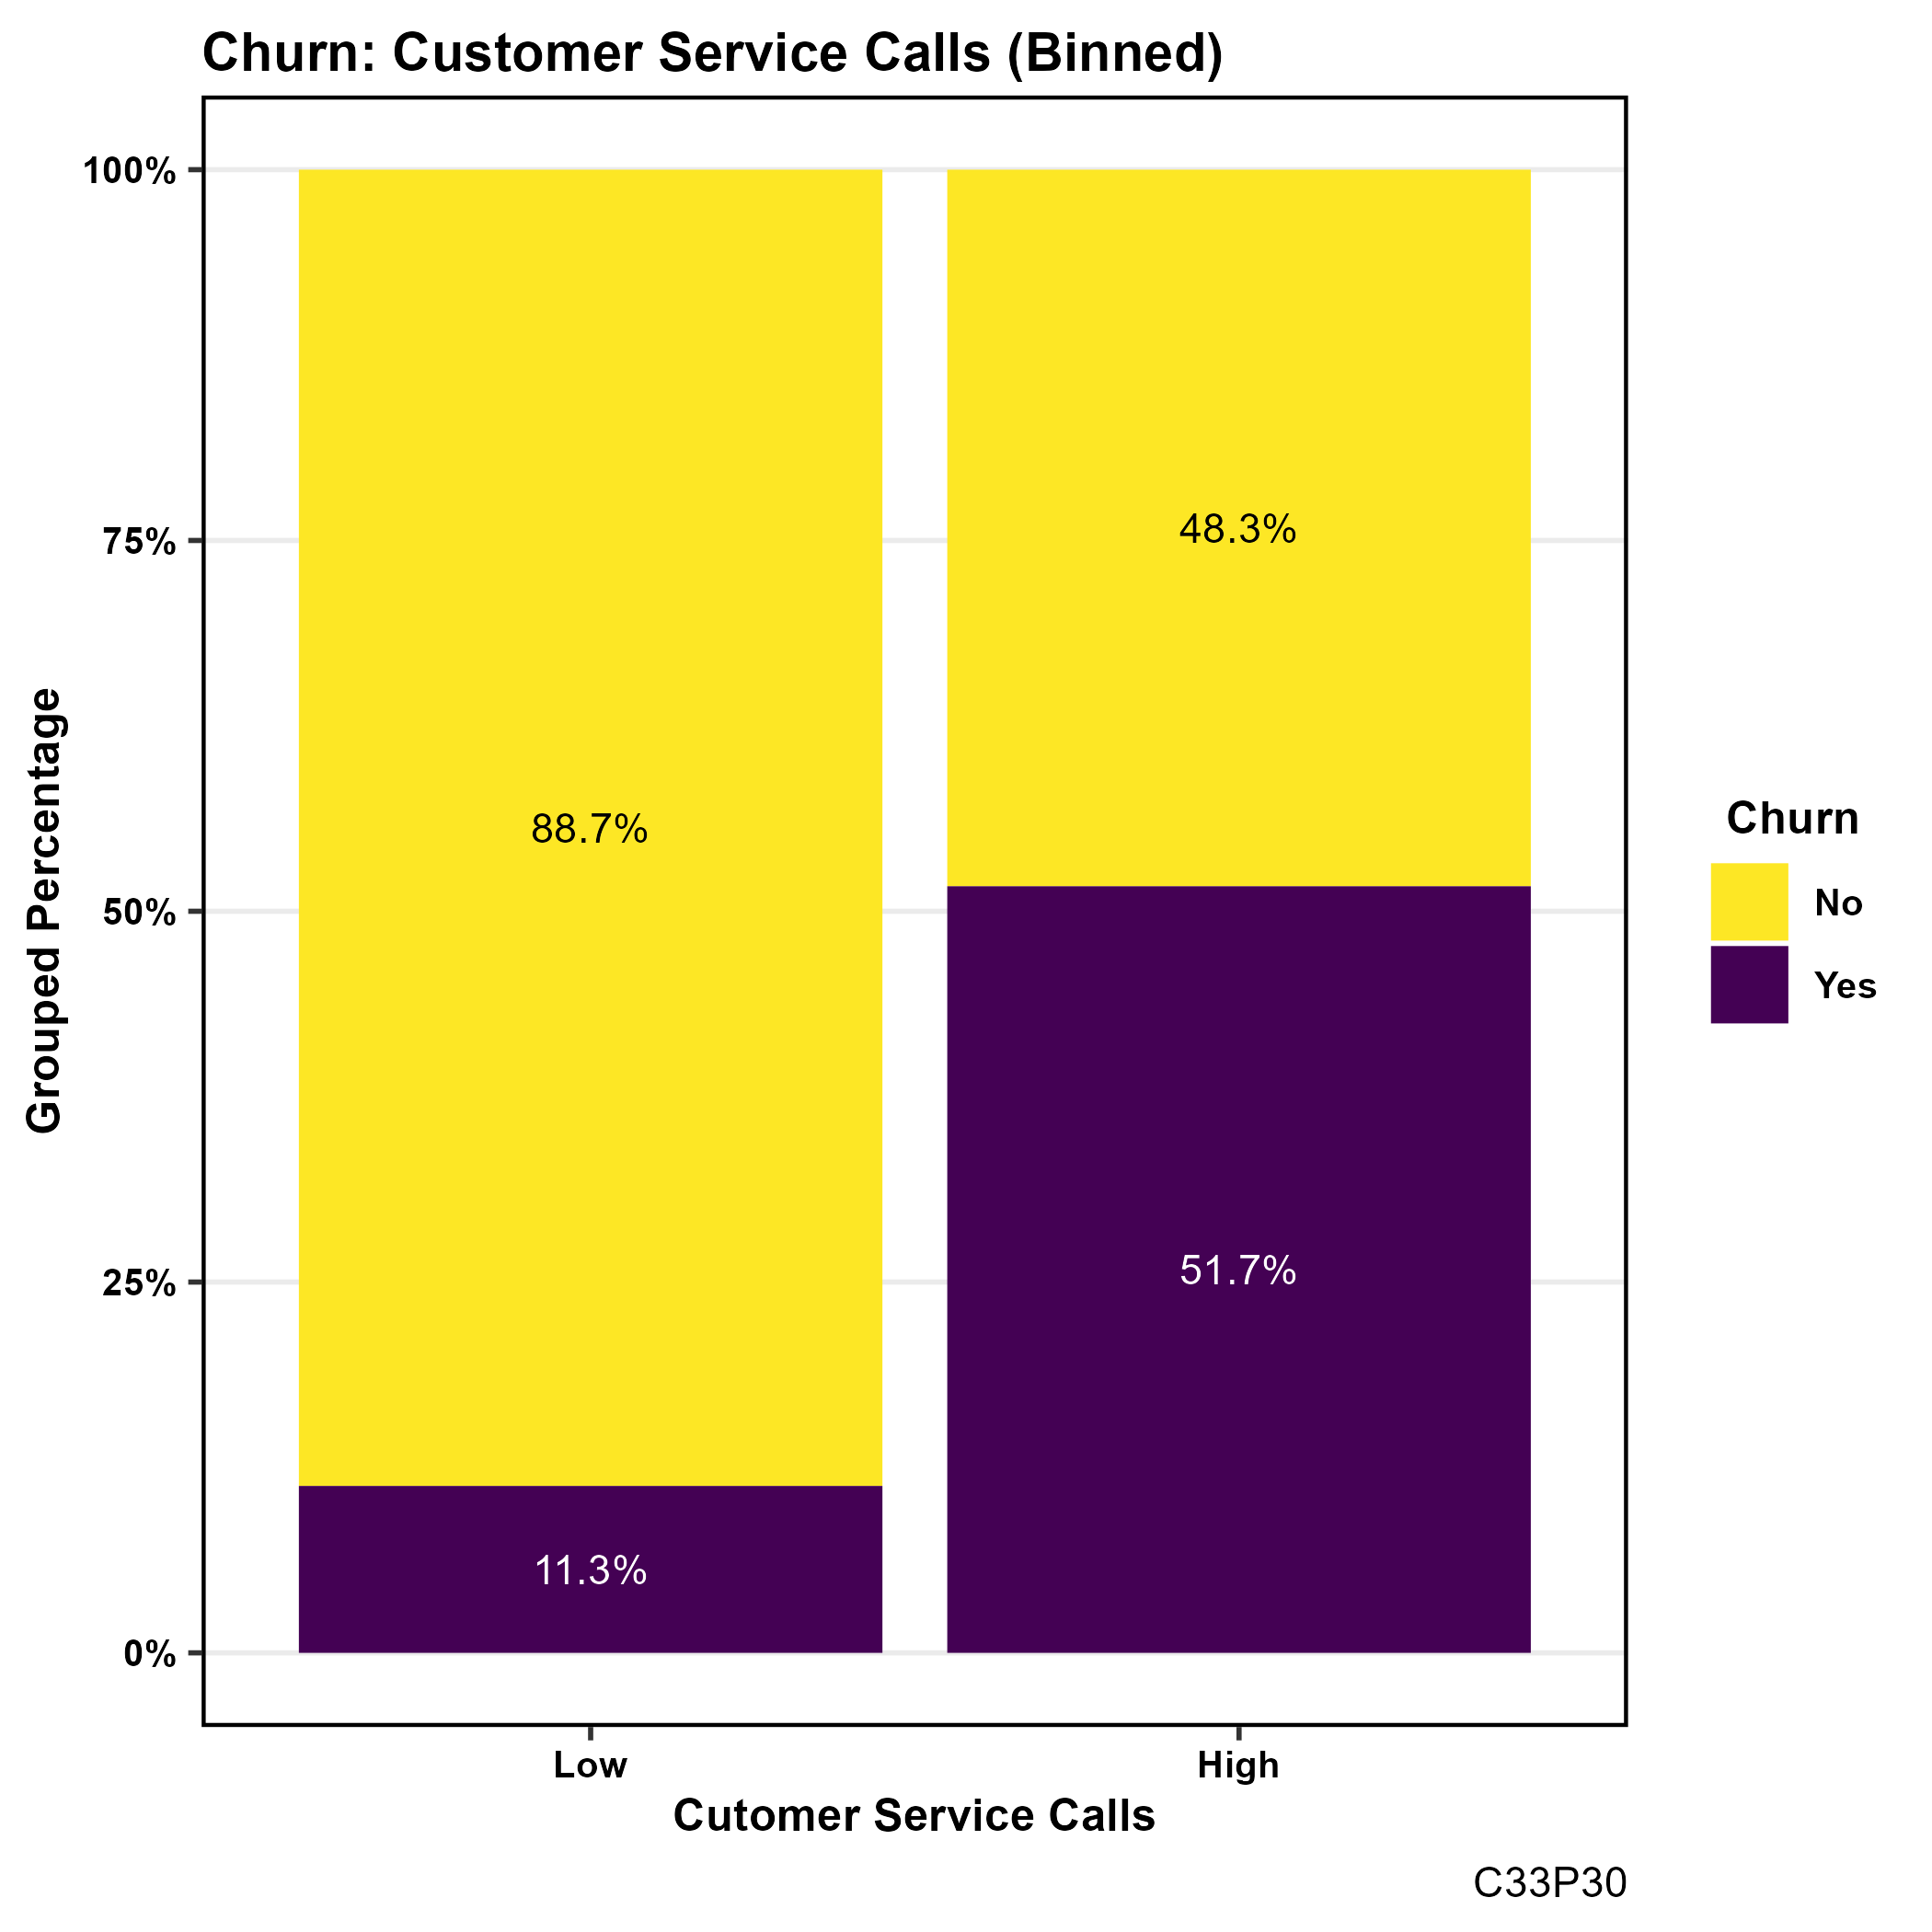 Churn: Customer Service Calls (Binned)
Grouped Percentage
100%
75%
50%
25%
0%
88.7%
11.3%
48.3%
51.7%
Low
High
Cutomer Service Calls
Churn
No
Yes
C33P30